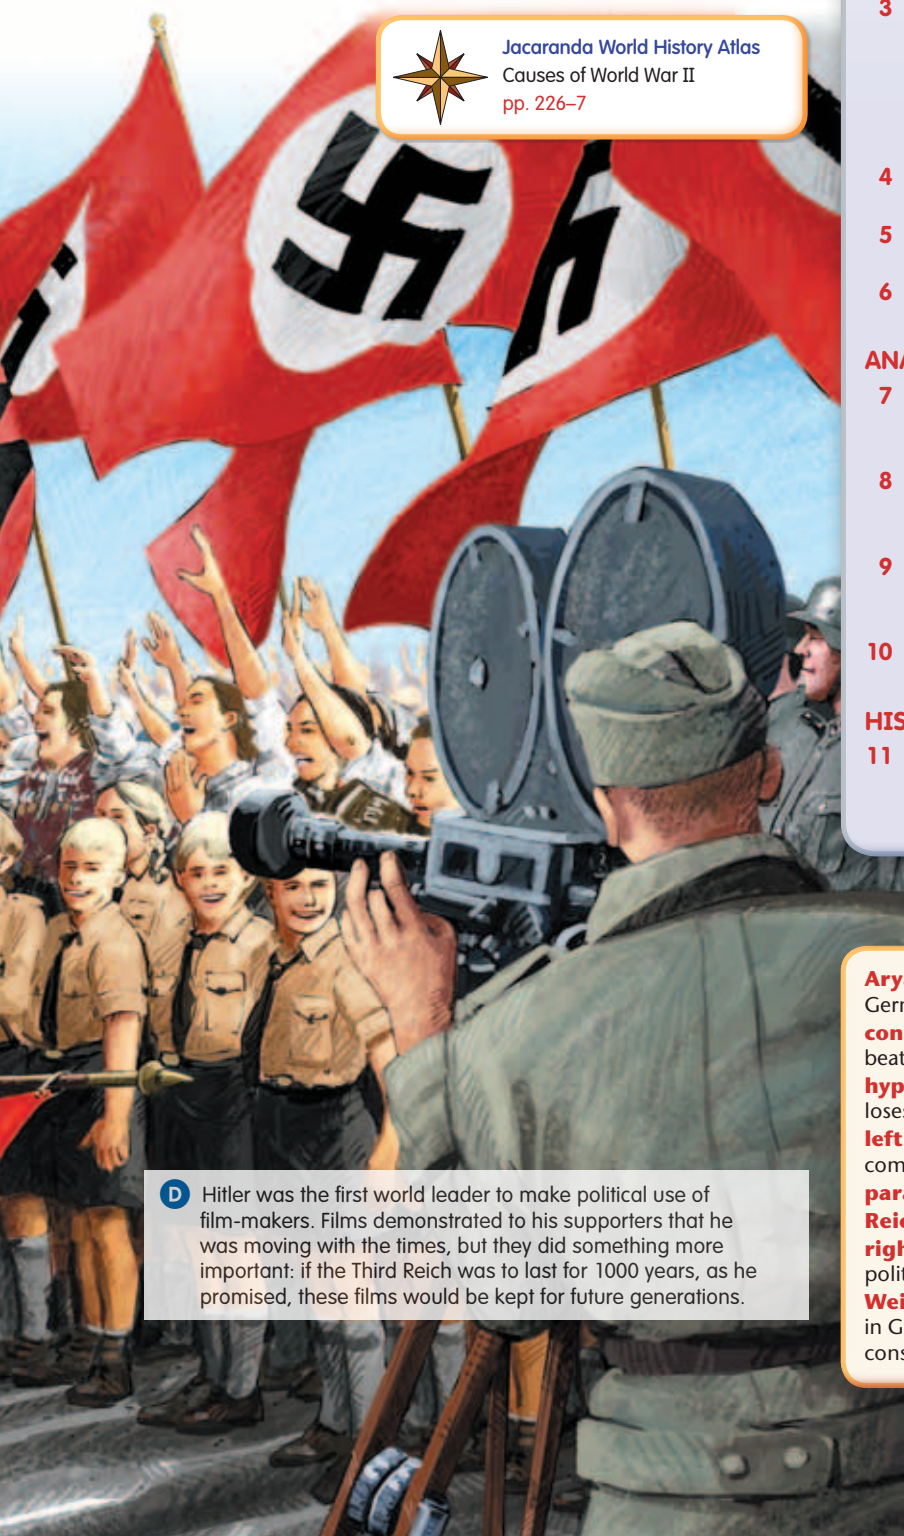 Jacaranda World History Atlas
Causes of World War II
pp. 226–7
3
4
5
6
7
8
9
10
11
D Hitler was the first world leader to make political use of
film-makers. Films demonstrated to his supporters that he
was moving with the times, but they did something more
important: if the Third Reich was to last for 1000 years, as he
promised, these films would be kept for future generations.
left
in G